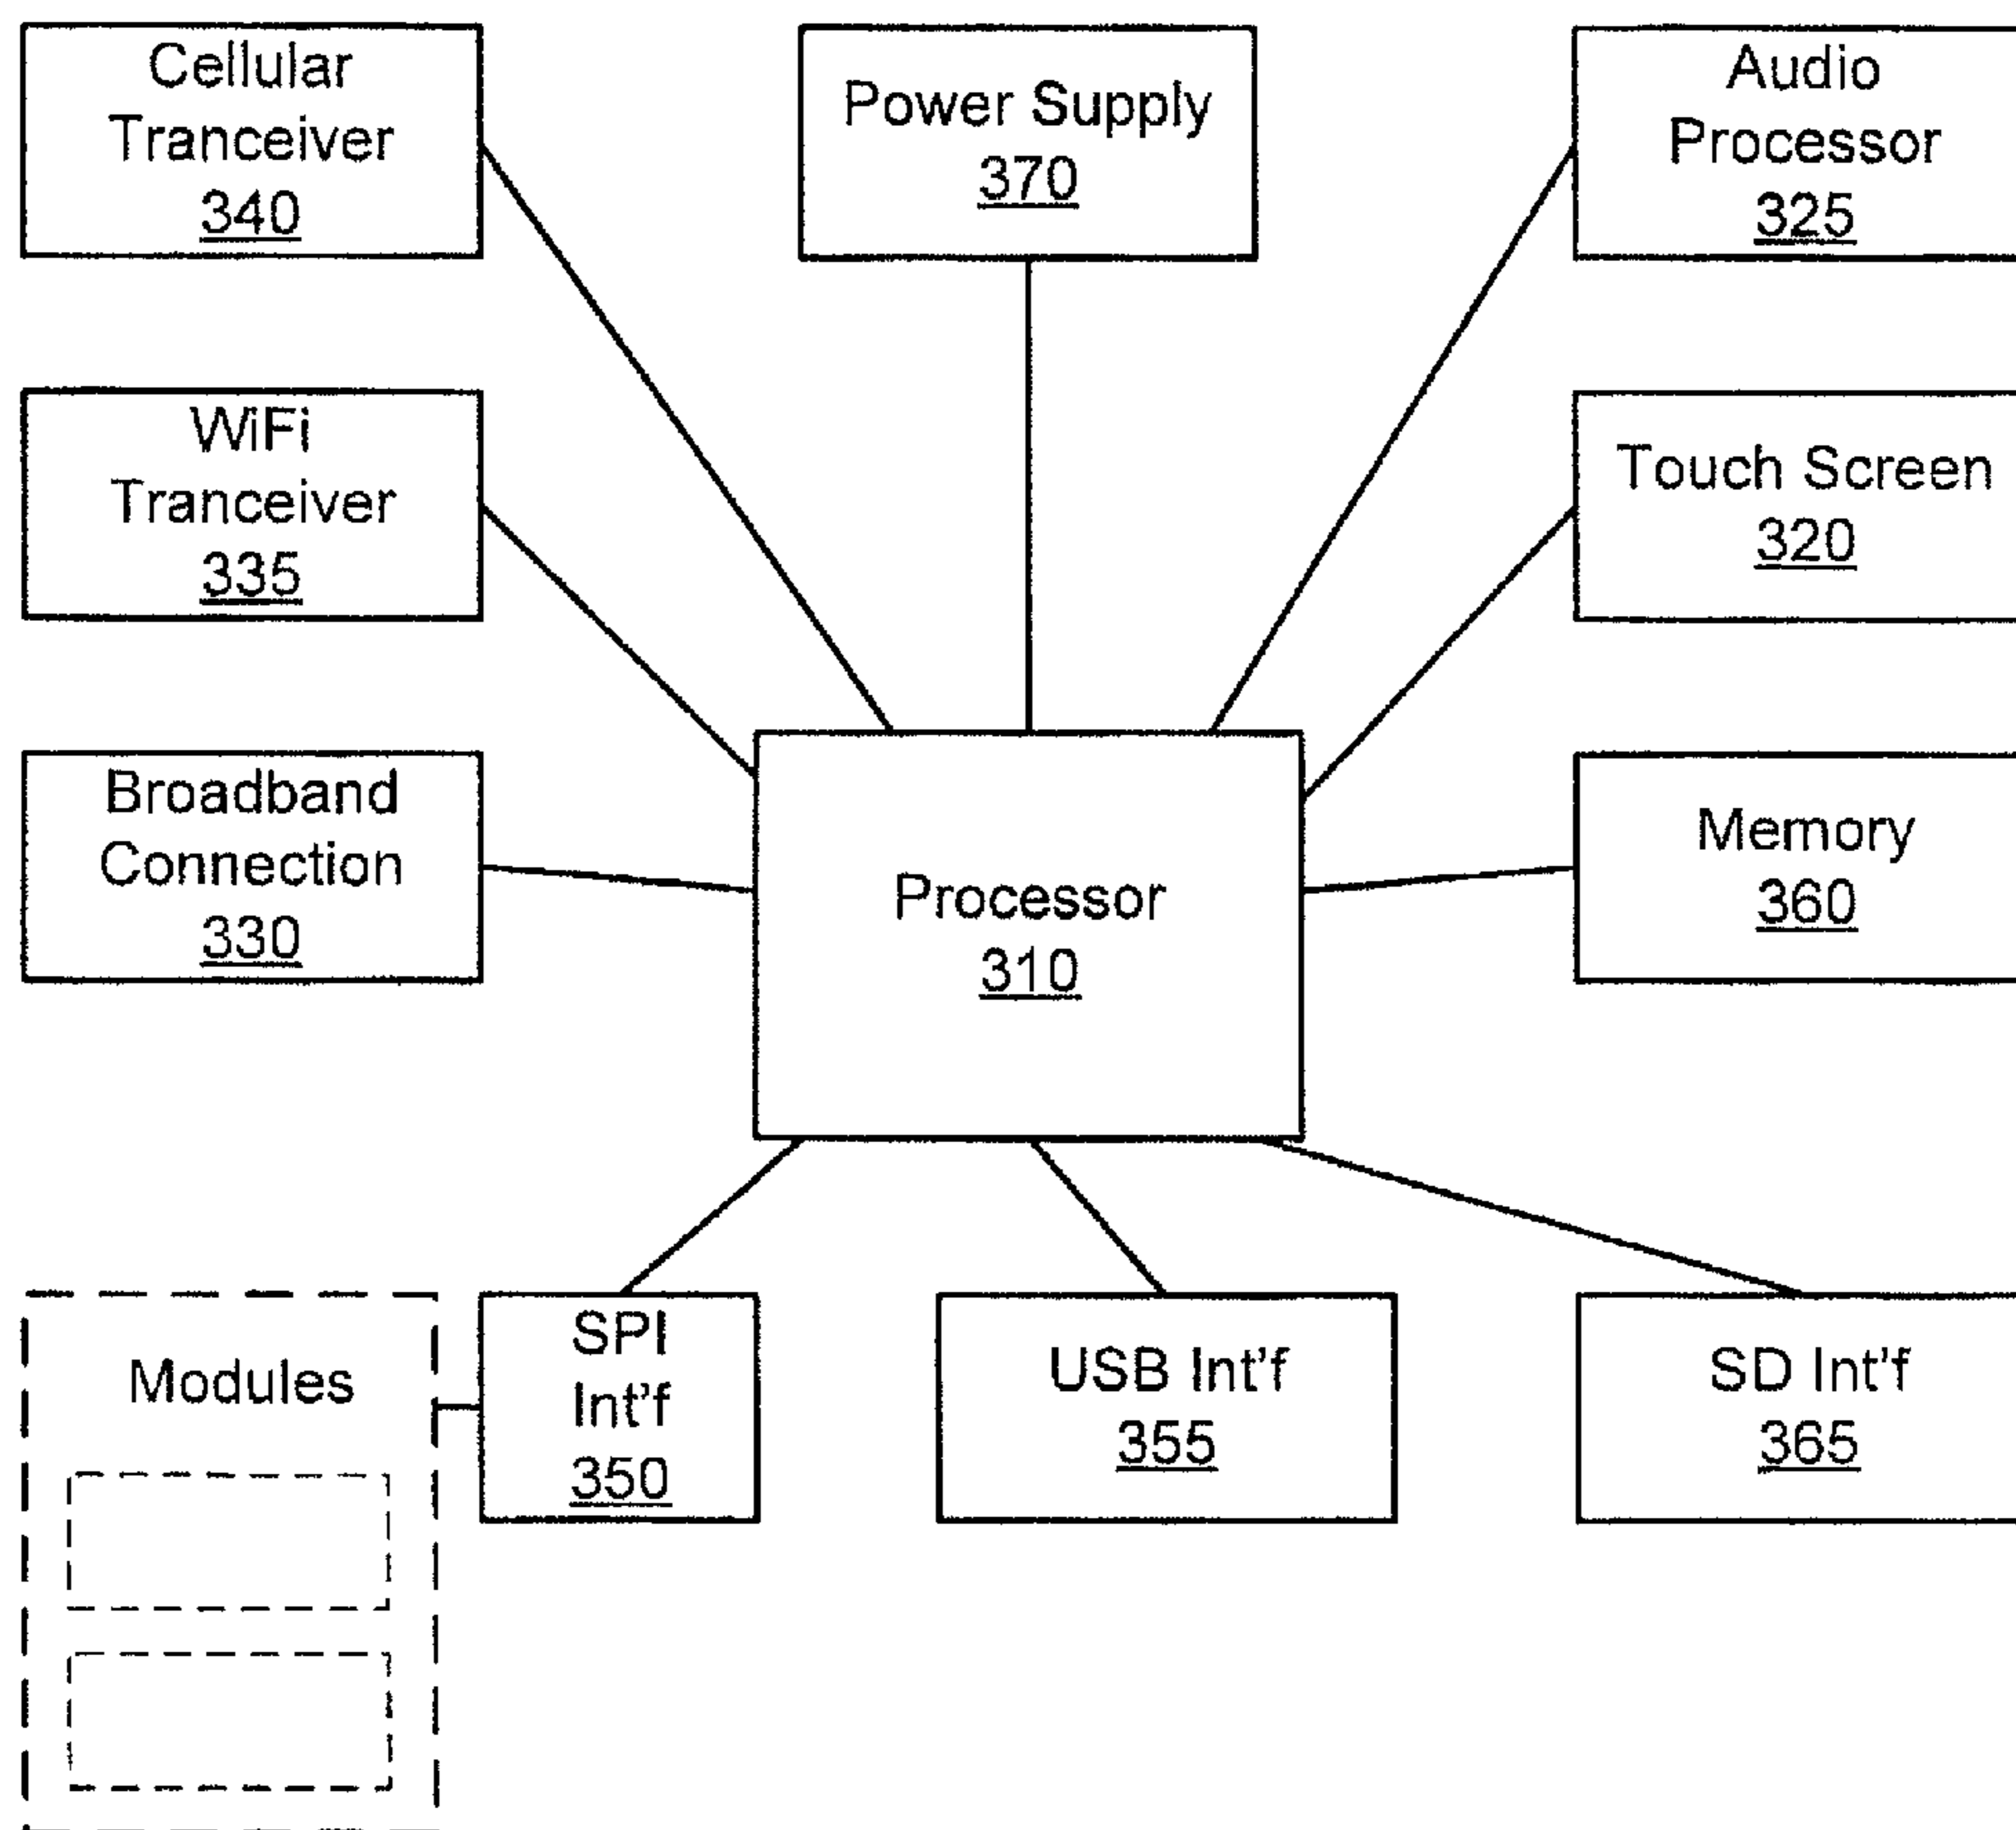 Cellular
Tranceiver
340
Power Supply
370
Audio
Processor
325
WiFi
Tranceiver
335
Touch Screen
320
Broadband
Connection
330
Processor
310
Memory
360
Modules
SPI
Int'f
350
USB Int'f
355
SD Int'f
365